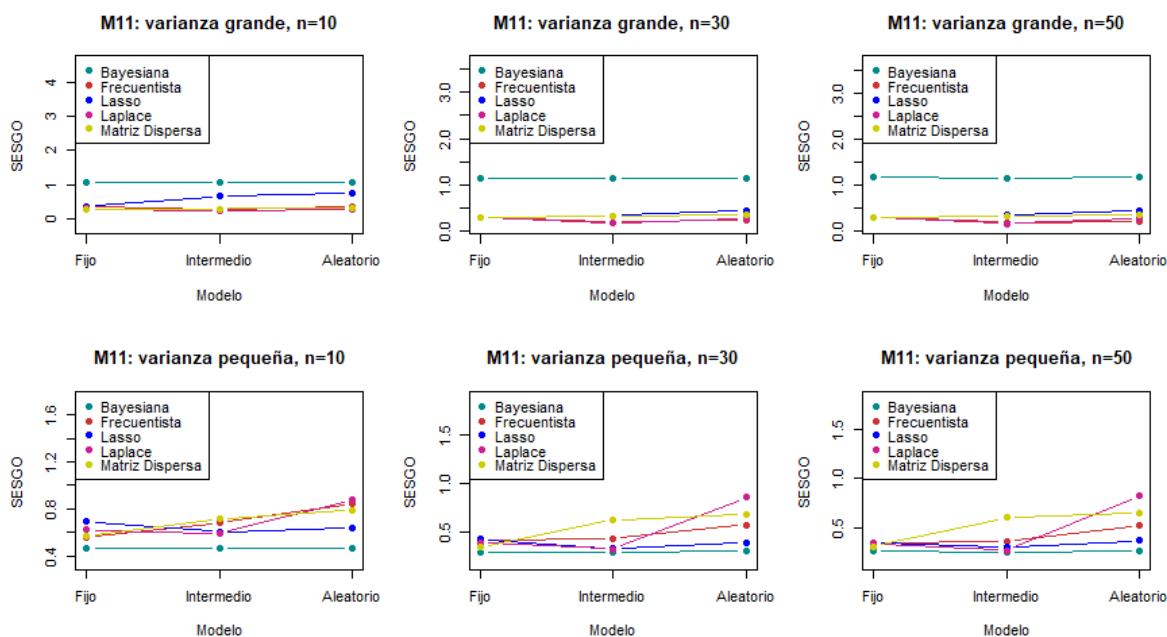 M11: varianza grande, n=10
SESGO
4
3
2
1
0
Bayesiana
Frecuentista
Lasso
Laplace
Matriz Dispersa
Fijo Intermedio Aleatorio
Modelo
M11: varianza grande, n=30
SESGO
3.0
2.0
1.0
0.0
Bayesiana
Frecuentista
Lasso
Laplace
Matriz Dispersa
Fijo Intermedio Aleatorio
Modelo
M11: varianza grande, n=50
SESGO
3.0
2.0
1.0
0.0
Bayesiana
Frecuentista
Lasso
Laplace
Matriz Dispersa
Fijo Intermedio Aleatorio
Modelo
M11: varianza pequeña, n=10
SESGO
1.6
1.2
0.8
0.4
Bayesiana
Frecuentista
Lasso
Laplace
Matriz Dispersa
Fijo Intermedio Aleatorio
Modelo
M11: varianza pequeña, n=30
SESGO
1.5
1.0
0.5
Bayesiana
Frecuentista
Lasso
Laplace
Matriz Dispersa
Fijo Intermedio Aleatorio
Modelo
M11: varianza pequeña, n=50
SESGO
1.5
1.0
0.5
Bayesiana
Frecuentista
Lasso
Laplace
Matriz Dispersa
Fijo Intermedio Aleatorio
Modelo